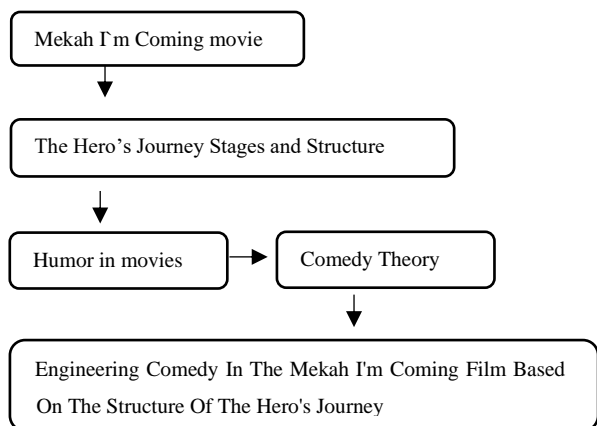 Mekah I`m Coming movie
The Hero’s Journey Stages and Structure
Humor in movies
Comedy Theory
Engineering Comedy In The Mekah I'm Coming Film Based
On The Structure Of The Hero's Journey